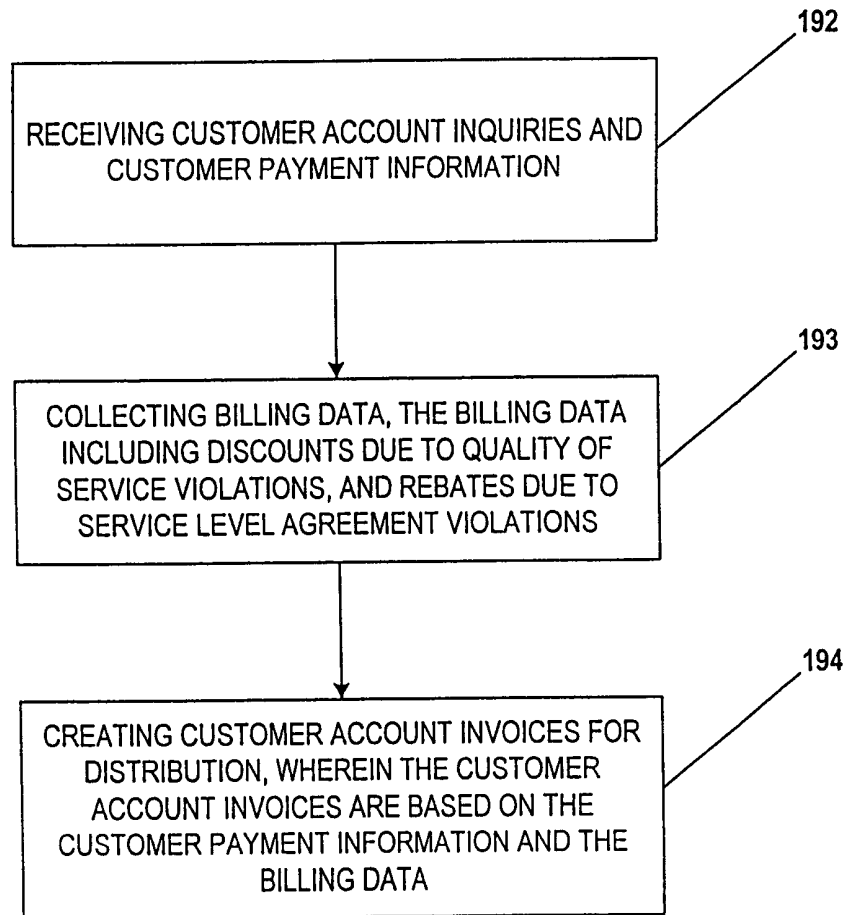 192
RECEIVING CUSTOMER ACCOUNT INQUIRIES AND
CUSTOMER PAYMENT INFORMATION
193
COLLECTING BILLING DATA, THE BILLING DATA
INCLUDING DISCOUNTS DUE TO QUALITY OF
SERVICE VIOLATIONS, AND REBATES DUE TO
SERVICE LEVEL AGREEMENT VIOLATIONS
194
CREATING CUSTOMER ACCOUNT INVOICES FOR
DISTRIBUTION, WHEREIN THE CUSTOMER
ACCOUNT INVOICES ARE BASED ON THE
CUSTOMER PAYMENT INFORMATION AND THE
BILLING DATA